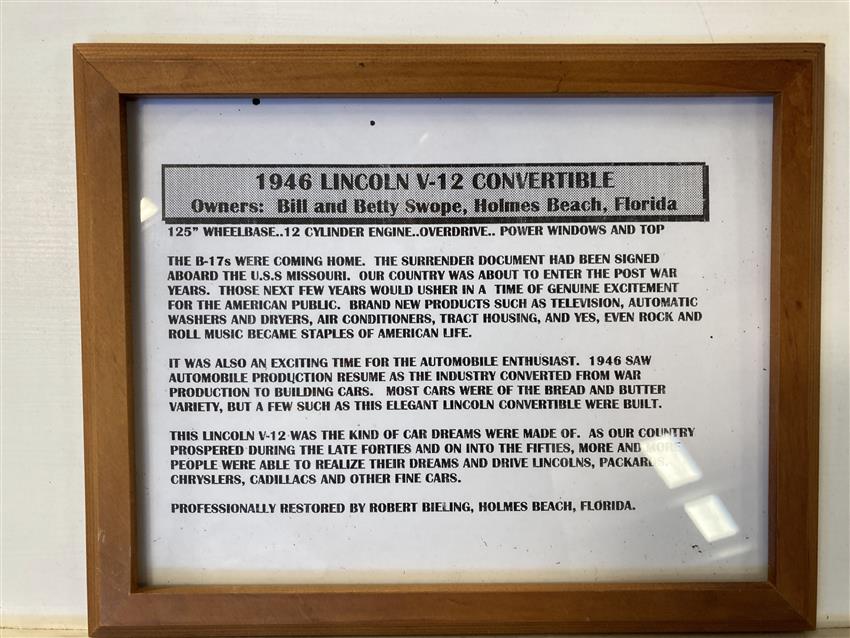 1946 LINCOLN V-12 CONVERTIBLE
Owners: Bill and Betty Swope, Holmes Beach, Florida
125" WHEELBASE..12 CYLINDER ENGINE..OVERDRIVE.. POWER WINDOWS AND TOP
THE B-17s WERE COMING HOME. THE SURRENDER DOCUMENT HAD BEEN SIGNED
ABOARD THE U.S.S MISSOURI. OUR COUNTRY WAS ABOUT TO ENTER THE POST WAR
YEARS. THOSE NEXT FEW YEARS WOULD USHER IN A TIME OF GENUINE EXCITEMENT
FOR THE AMERICAN PUBLIC. BRAND NEW PRODUCTS SUCH AS TELEVISION, AUTOMATIC
WASHERS AND DRYERS, AIR CONDITIONERS, TRACT HOUSING, AND YES, EVEN ROCK AND
ROLL MUSIC BECAME STAPLES OF AMERICAN LIFE.
IT WAS ALSO AN EXCITING TIME FOR THE AUTOMOBILE ENTHUSIAST. 1946 SAW
AUTOMOBILE PRODUCTION RESUME AS THE INDUSTRY CONVERTED FROM WAR
PRODUCTION TO BUILDING CARS. MOST CARS WERE OF THE BREAD AND BUTTER
VARIETY, BUT A FEW SUCH AS THIS ELEGANT LINCOLN CONVERTIBLE WERE BUILT.
THIS LINCOLN V-12 WAS THE KIND OF CAR DREAMS WERE MADE OF. AS OUR COUNTRY
PROSPERED DURING THE LATE FORTIES AND ON INTO THE FIFTIES, MORE AND MORE
PEOPLE WERE ABLE TO REALIZE THEIR DREAMS AND DRIVE LINCOLNS, PACKARDS,
CHRYSLERS, CADILLACS AND OTHER FINE CARS.
PROFESSIONALLY RESTORED BY ROBERT BIELING, HOLMES BEACH, FLORIDA.